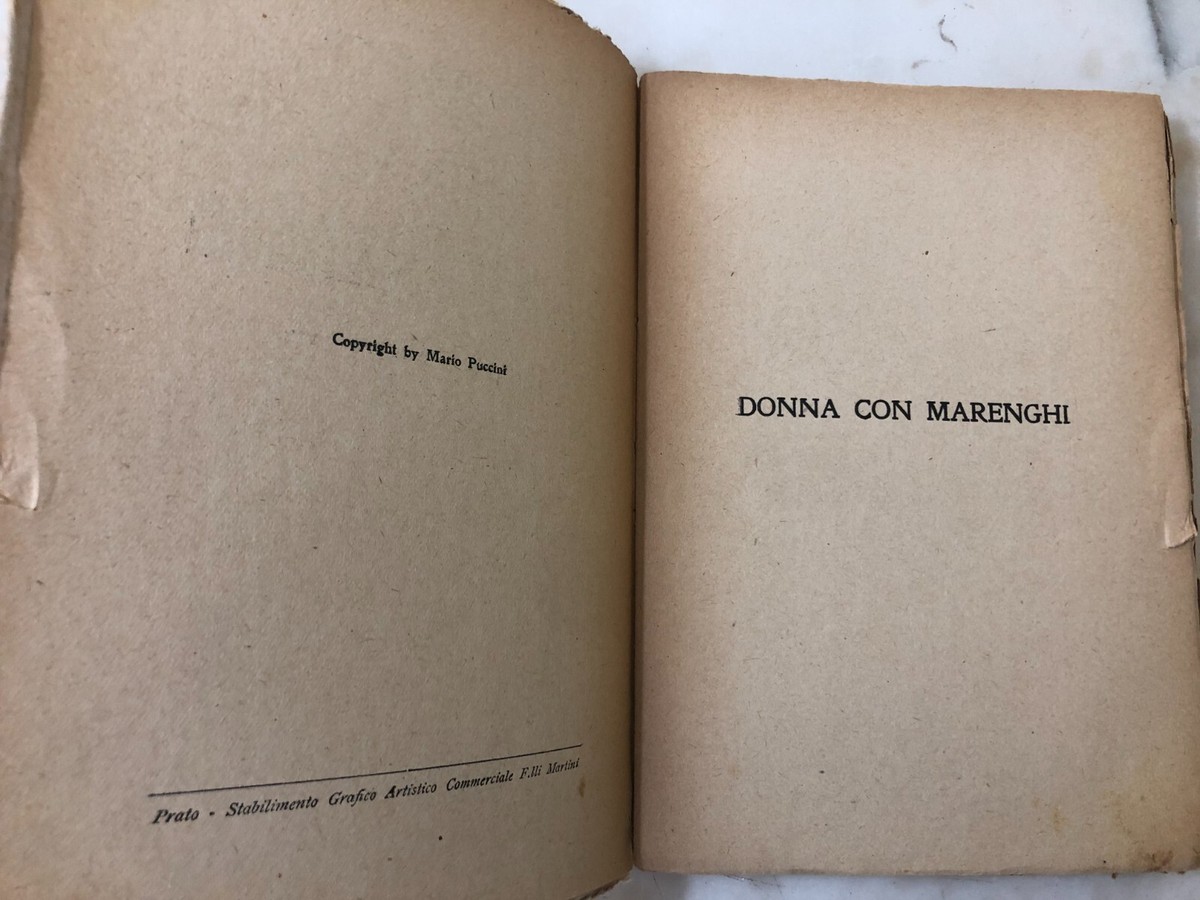 Copyright by Mario Puccini
Prato - Stabilimento Grafico Artistico Commerciale F.lli Martini
DONNA CON MARENGHI